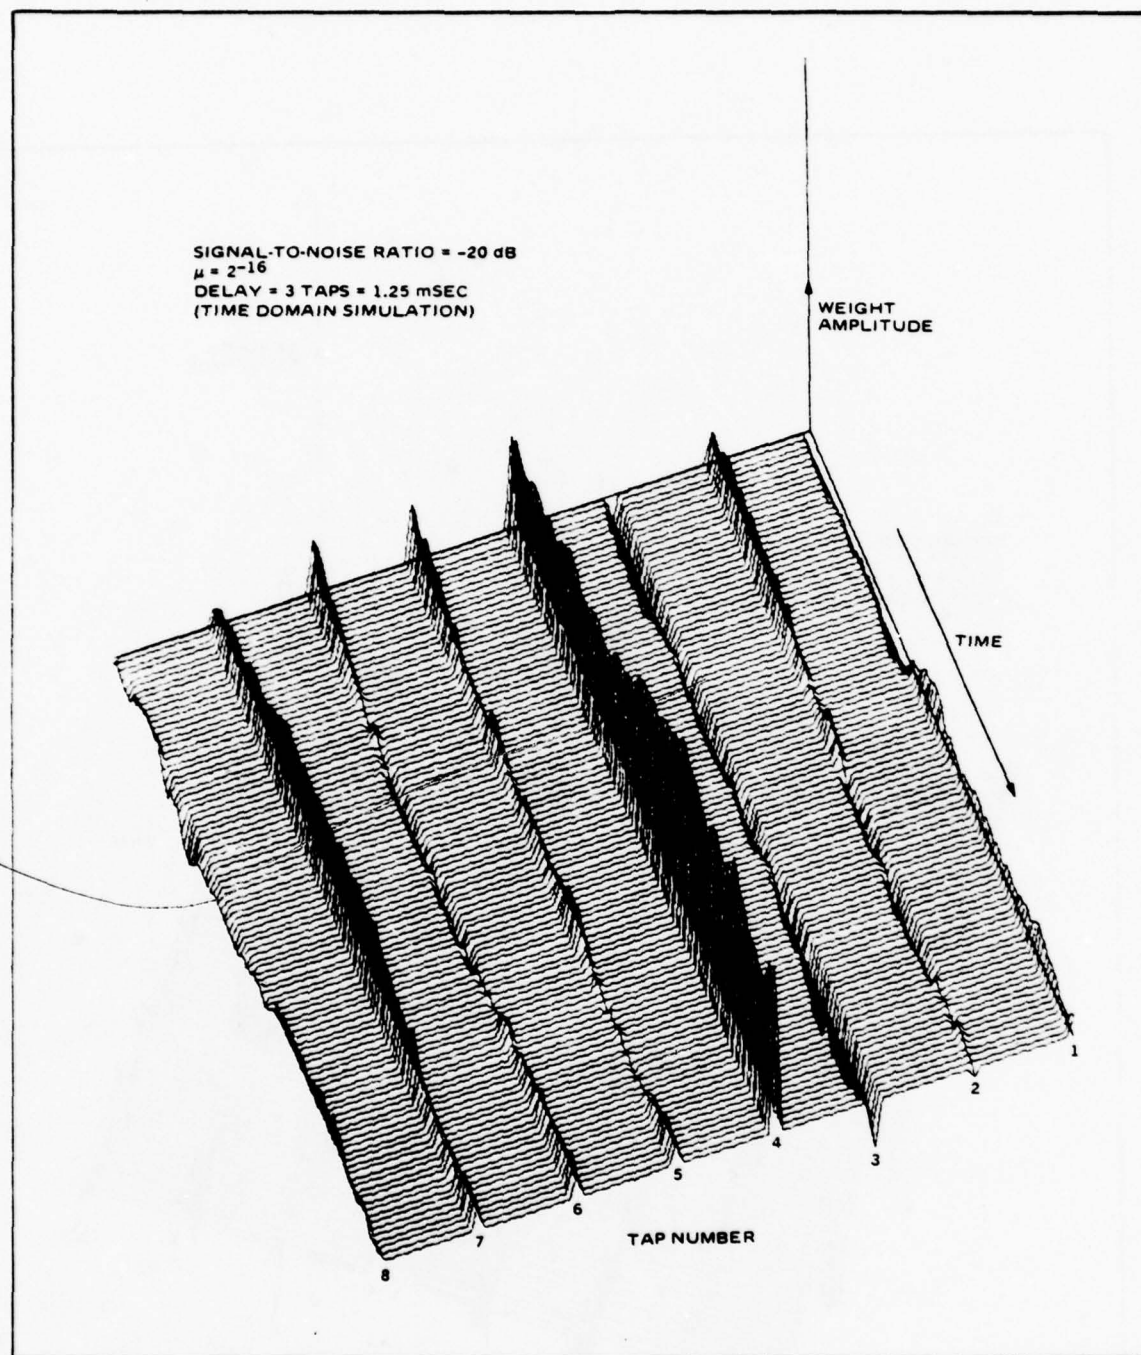 SIGNAL-TO-NOISE RATIO = -20 dB
μ = 2-16
DELAY = 3 TAPS = 1.25 mSEC
(TIME DOMAIN SIMULATION)
WEIGHT
AMPLITUDE
TIME
1
2
3
4
5
6
7
8
TAP NUMBER